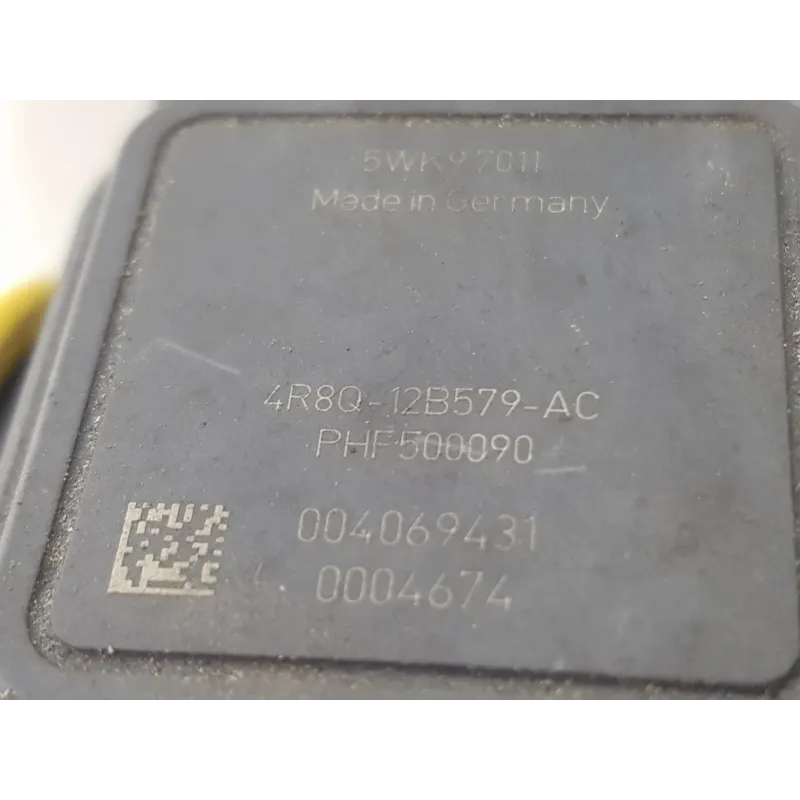 5WK97011
Made in Germany
4R8Q-12B579-AC
PHF500090
004069431
0004674